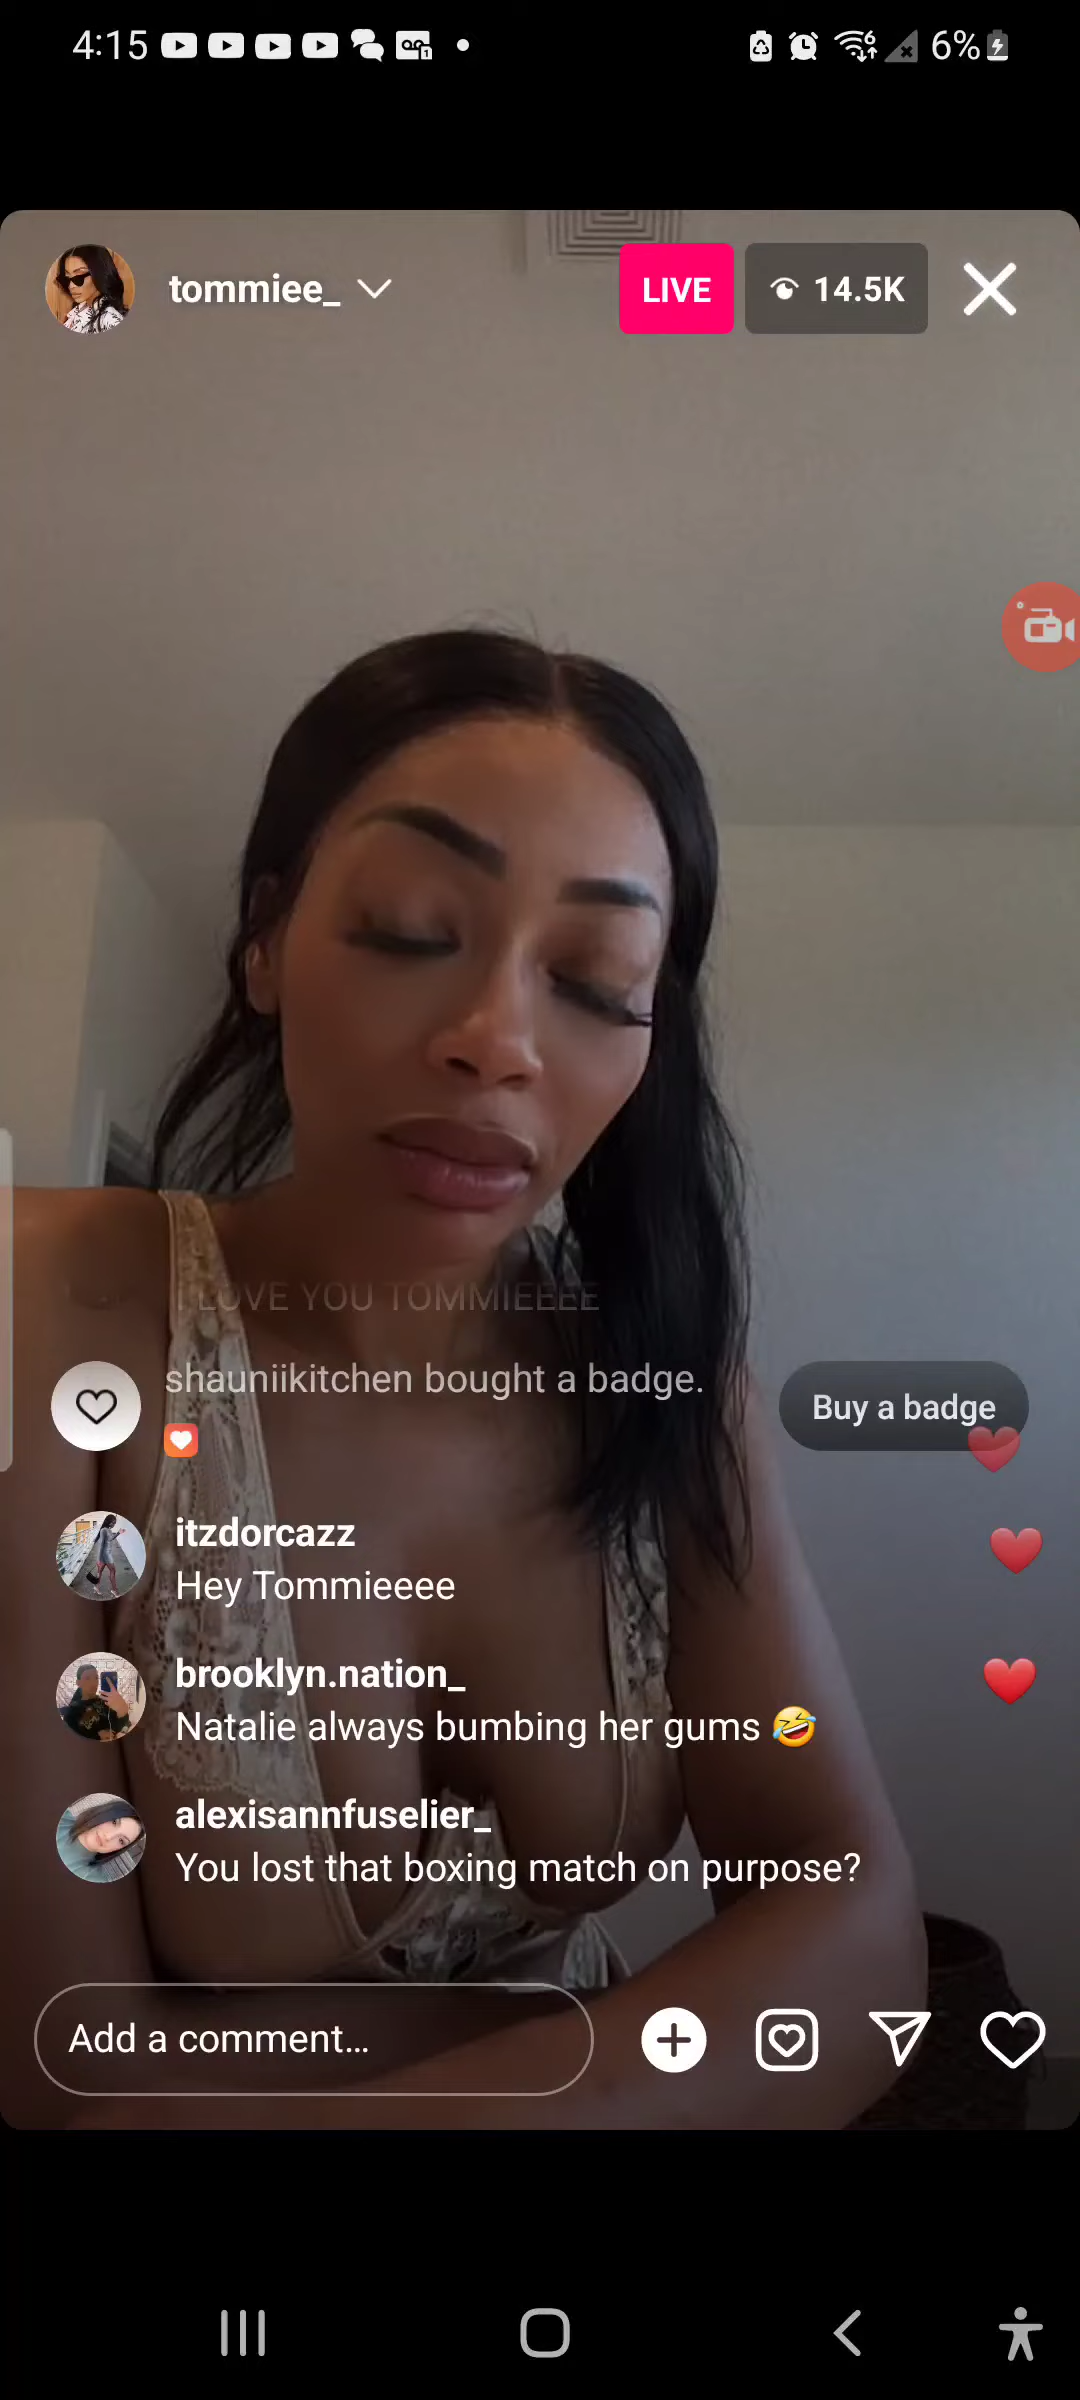 4:15
6%
tommiee_
LIVE
14.5K
I LOVE YOU TOMMIEEEE
shauniikitchen bought a badge.
Buy a badge
itzdorcazz
Hey Tommieeee
brooklyn.nation_
Natalie always bumbing her gums 🤣
alexisannfuselier_
You lost that boxing match on purpose?
Add a comment...